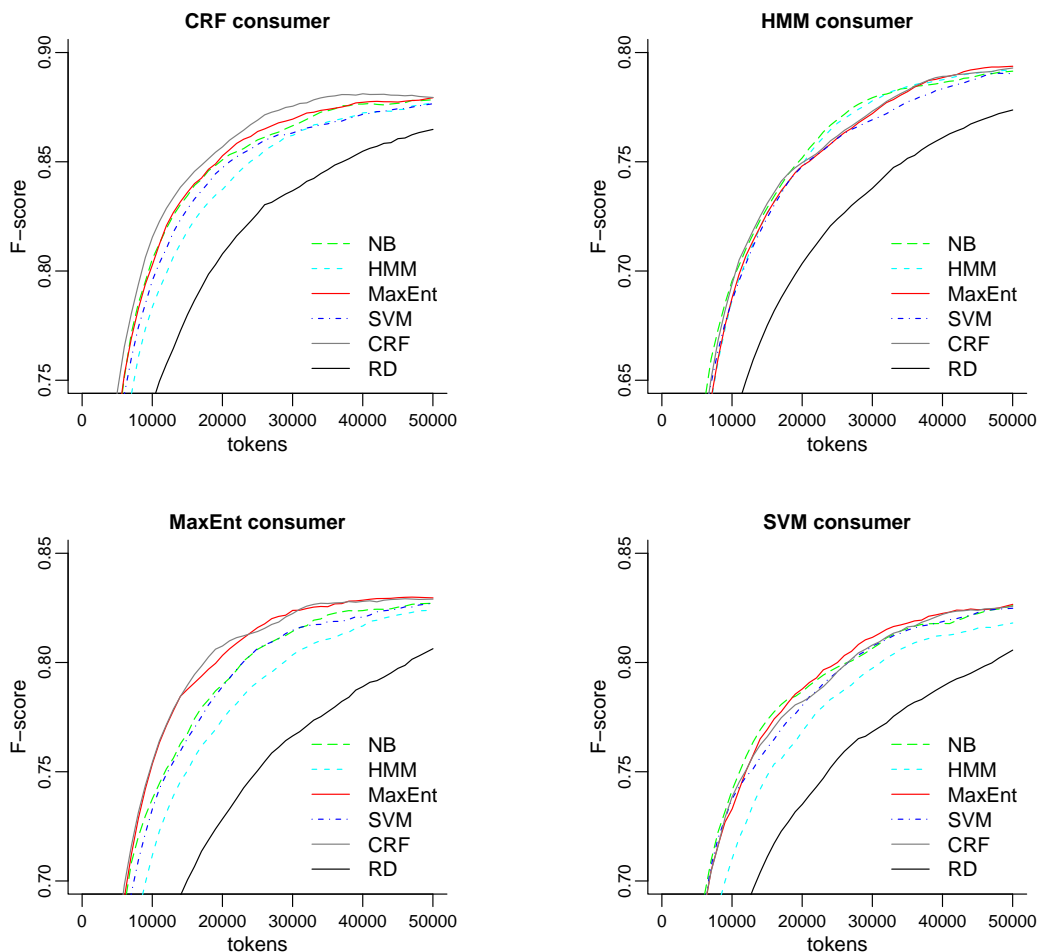 CRF consumer
F−score
0.75 0.80 0.85 0.90
NB
HMM
MaxEnt
SVM
CRF
RD
0 10000 20000 30000 40000 50000
tokens
HMM consumer
F−score
0.65 0.70 0.75 0.80
NB
HMM
MaxEnt
SVM
CRF
RD
0 10000 20000 30000 40000 50000
tokens
MaxEnt consumer
F−score
0.70 0.75 0.80 0.85
NB
HMM
MaxEnt
SVM
CRF
RD
0 10000 20000 30000 40000 50000
tokens
SVM consumer
F−score
0.70 0.75 0.80 0.85
NB
HMM
MaxEnt
SVM
CRF
RD
0 10000 20000 30000 40000 50000
tokens